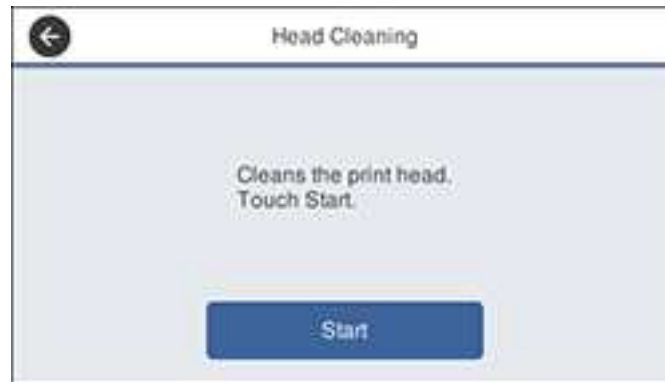 Head Cleaning
Cleans the print head.
Touch Start.
Start